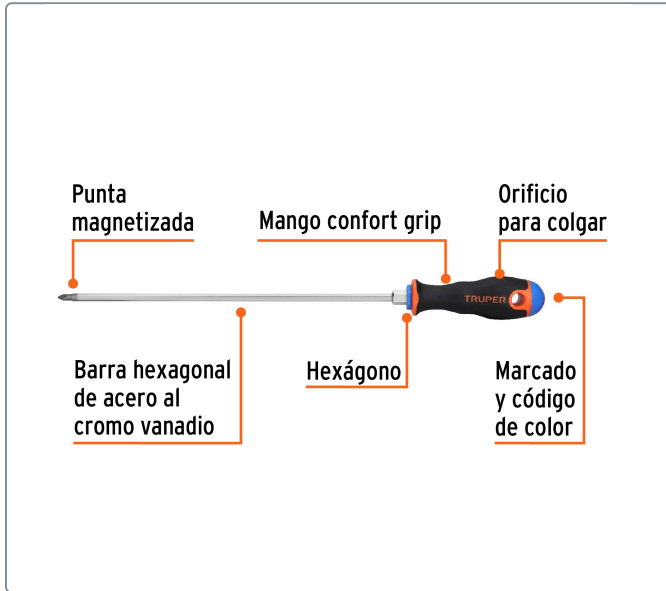 Punta
magnetizada
Mango confort grip
Orificio
para colgar
TRUPER
Barra hexagonal
de acero al
cromo vanadio
Hexágono
Marcado
y código
de color